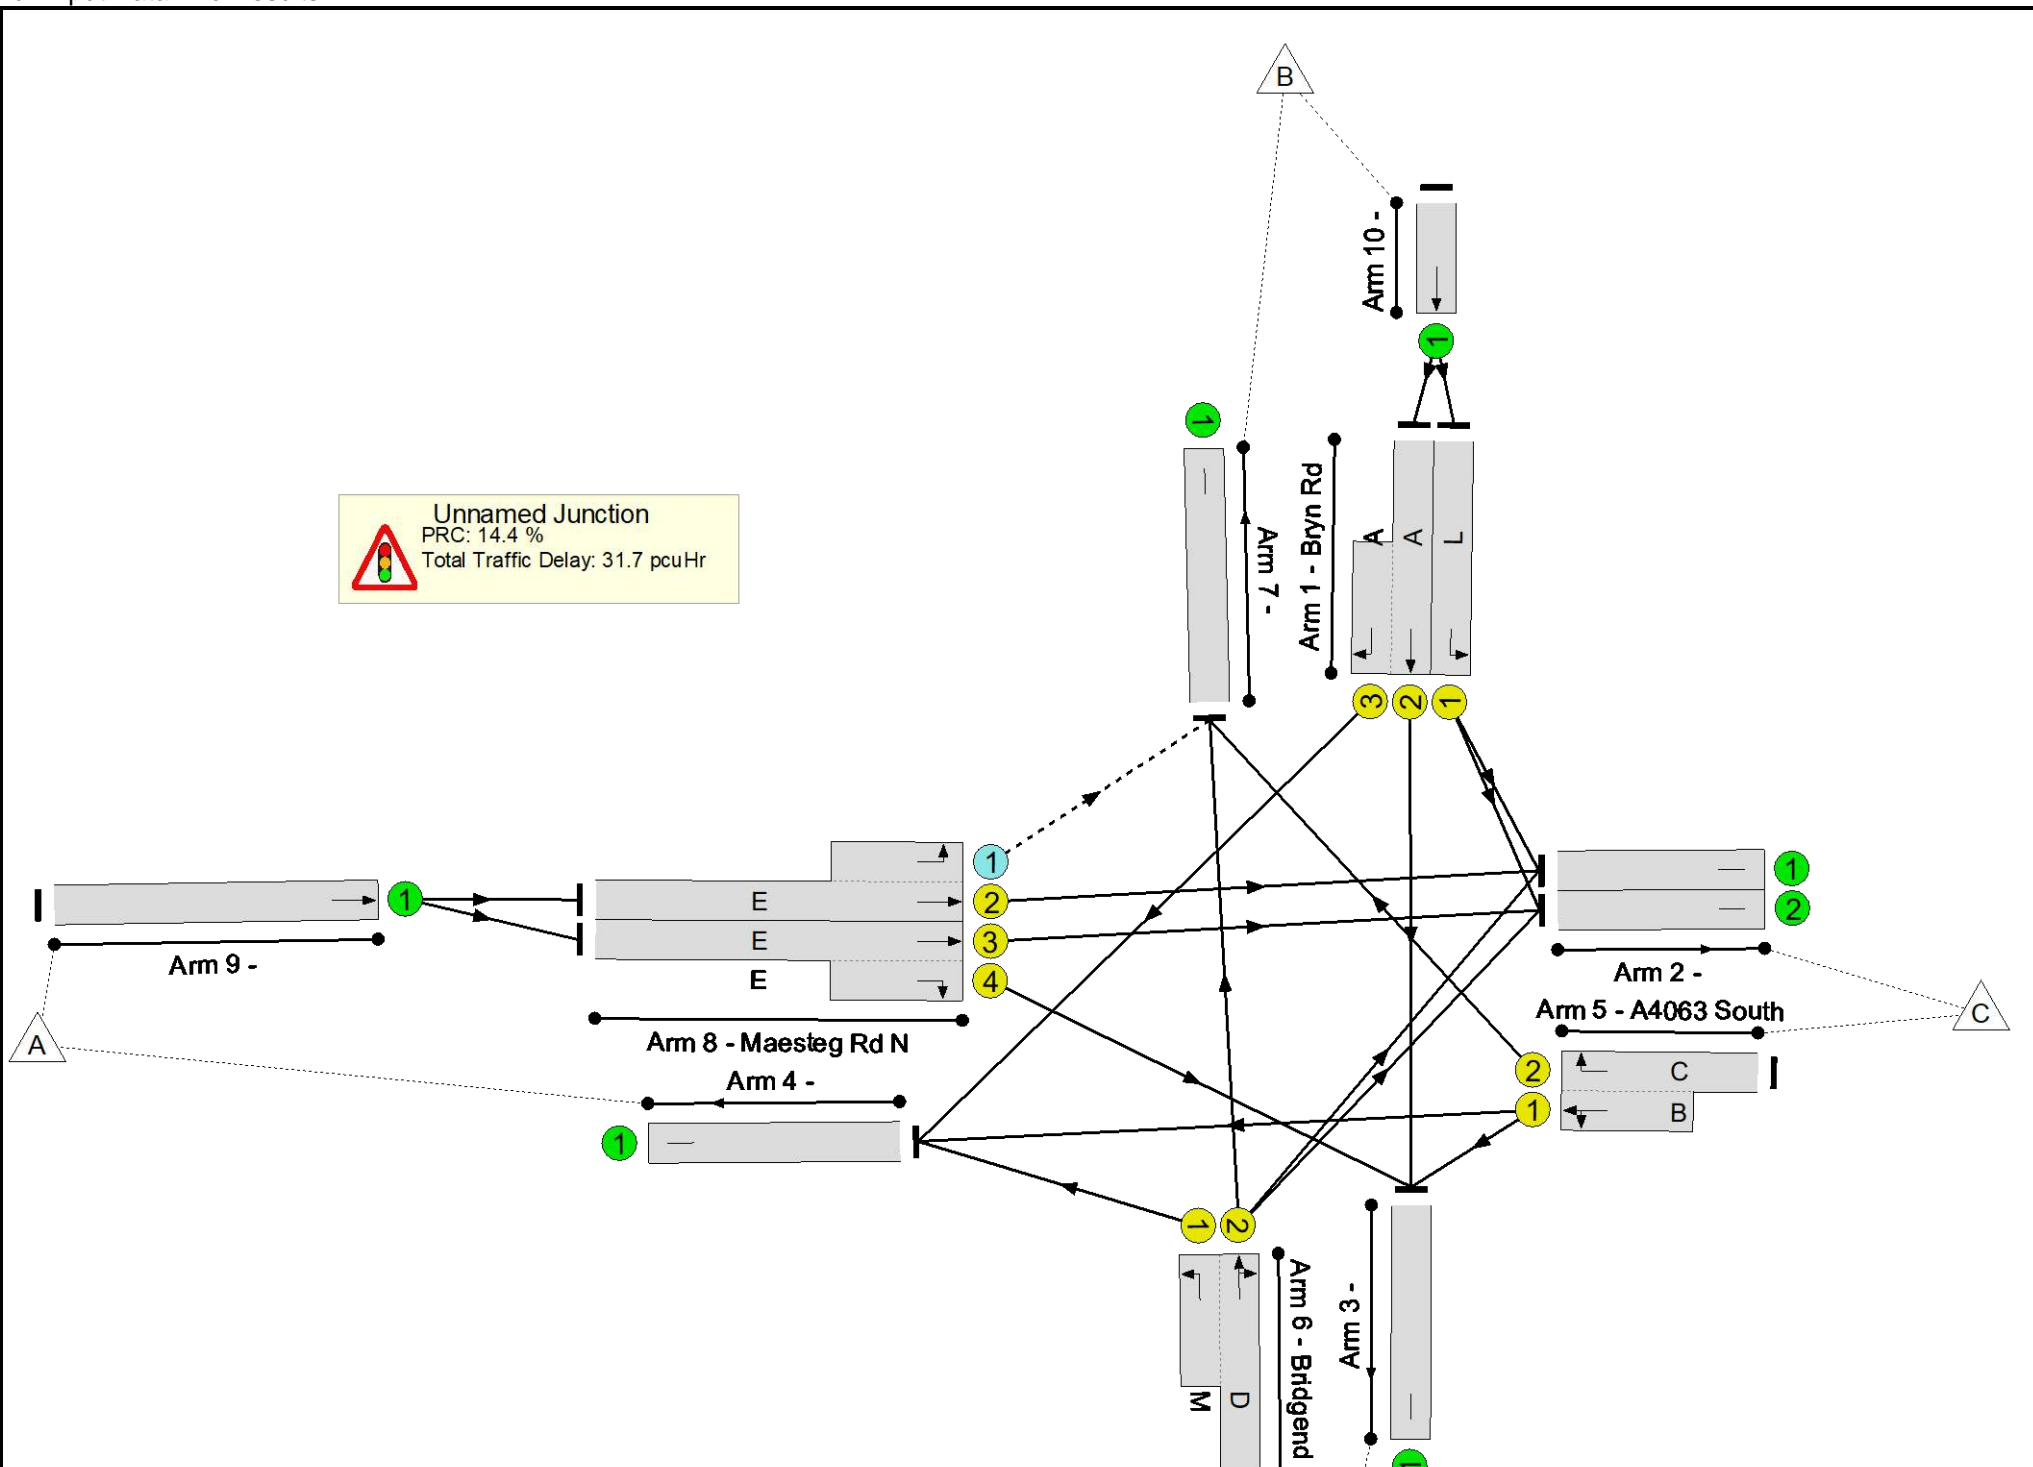 B
Arm 10 -
1
1
Arm 7 -
Arm 1 - Bryn Rd
A
A
L
Unnamed Junction
PRC: 14.4 %
Total Traffic Delay: 31.7 pcuHr
3
2
1
1
E
2
E
3
E
4
1
Arm 9 -
Arm 8 - Maesteg Rd N
1
2
Arm 2 -
Arm 5 - A4063 South
A
C
Arm 4 -
1
2
C
1
B
1
2
M
D
Arm 6 - Bridgend
Arm 3 -